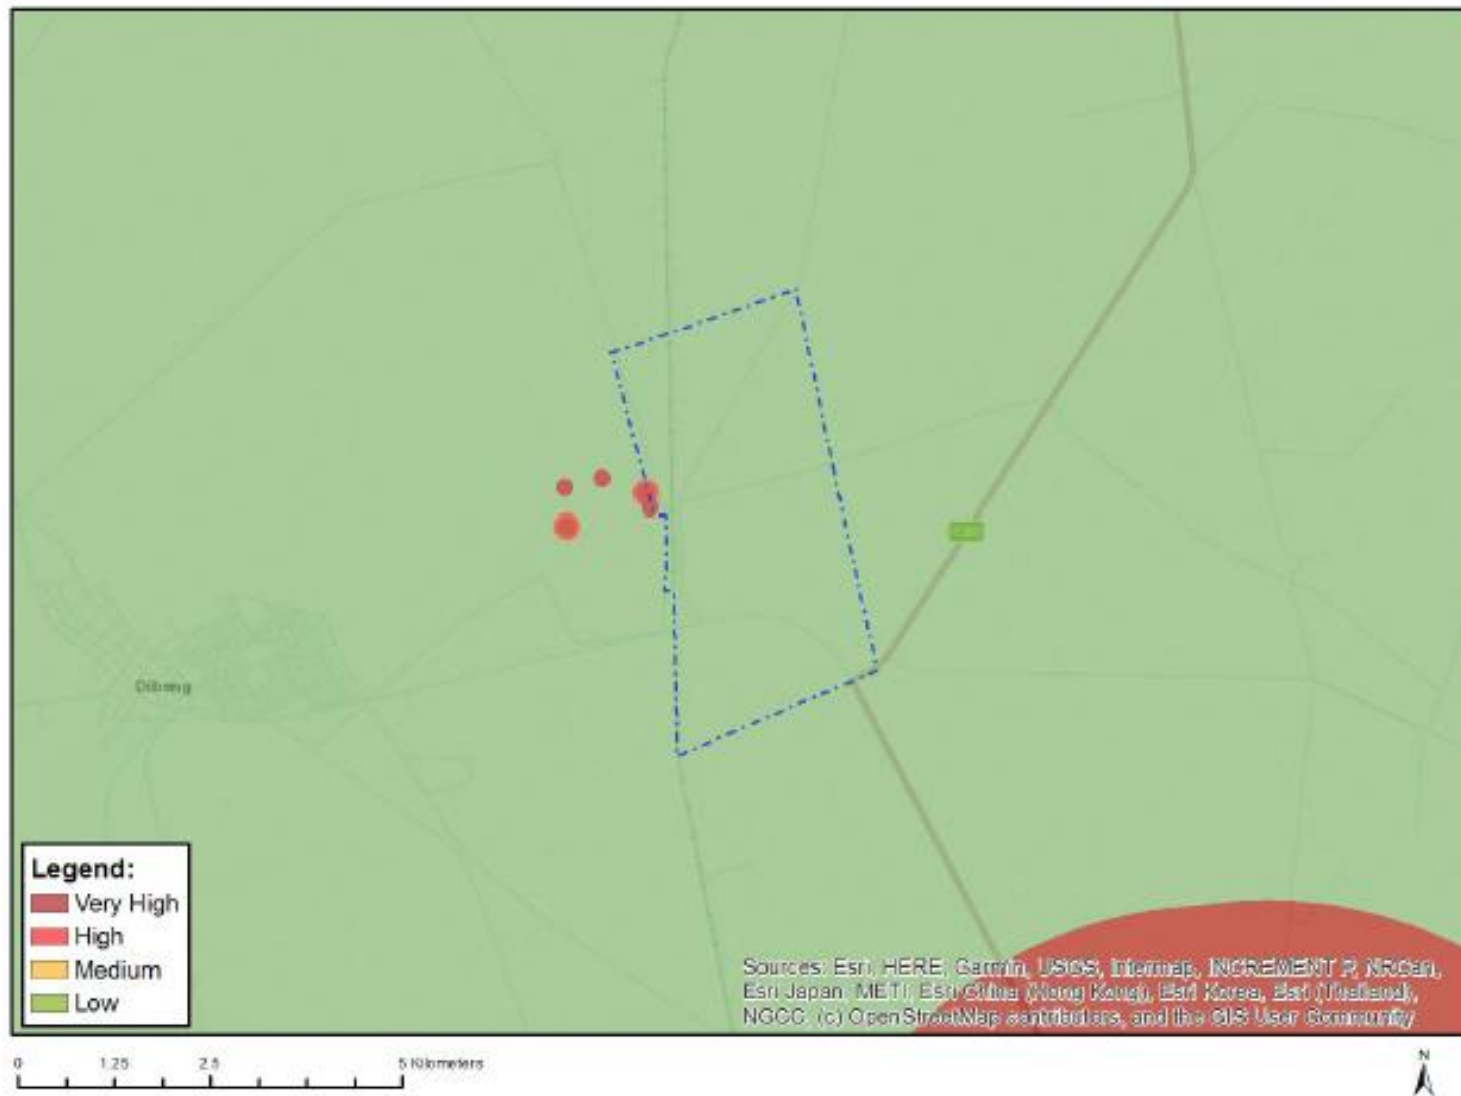 Dibeng
Legend:
Very High
High
Medium
Low
Sources: Esri, HERE, Garmin, USGS, Intermap, INCREMENT P, NRCan,
Esri Japan, METI, Esri China (Hong Kong), Esri Korea, Esri (Thailand),
NGCC, (c) OpenStreetMap contributors, and the GIS User Community
0 1.25 2.5 5 Kilometers
N